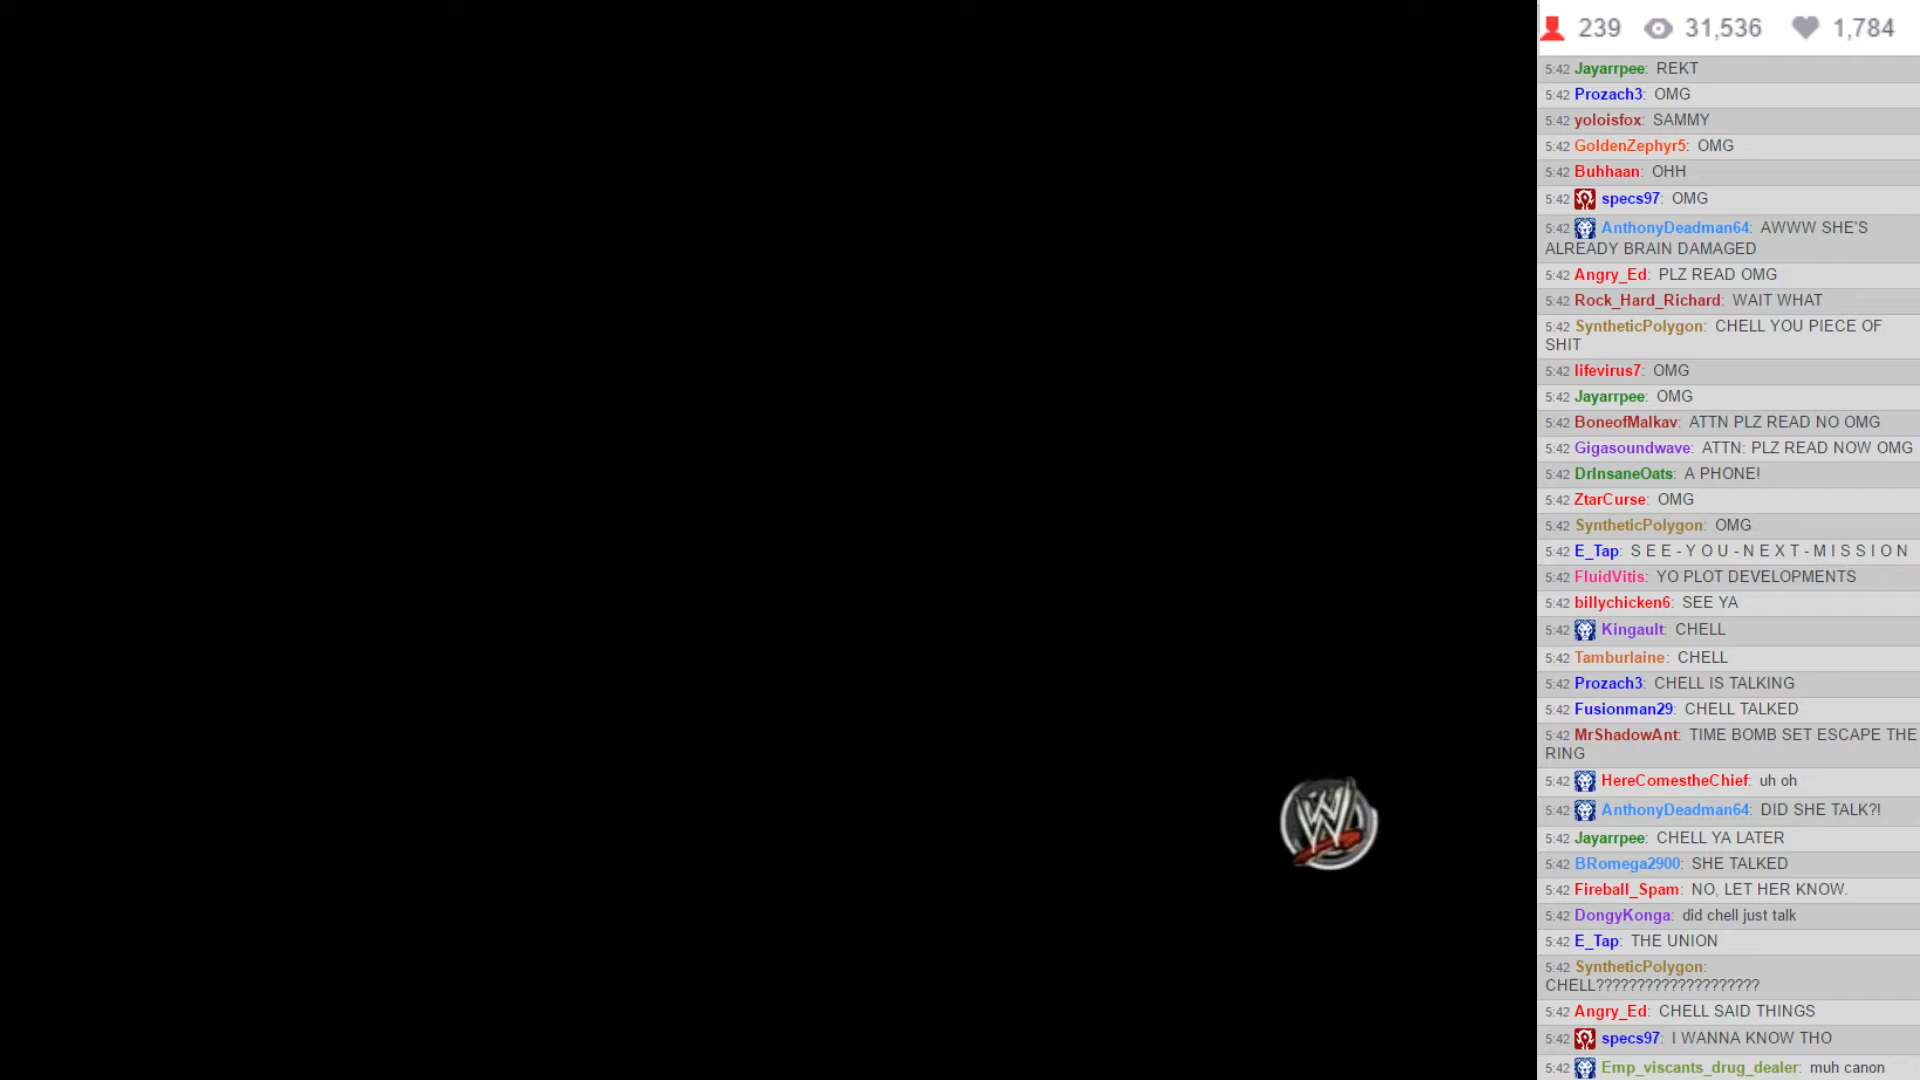 239 31,536 1,784
5:42 Jayarrpee: REKT
5:42 Prozach3: OMG
5:42 yoloisfox: SAMMY
5:42 GoldenZephyr5: OMG
5:42 Buhhaan: OHH
5:42 specs97: OMG
5:42 AnthonyDeadman64: AWWW SHE'S
ALREADY BRAIN DAMAGED
5:42 Angry_Ed: PLZ READ OMG
5:42 Rock_Hard_Richard: WAIT WHAT
5:42 SyntheticPolygon: CHELL YOU PIECE OF
SHIT
5:42 lifevirus7: OMG
5:42 Jayarrpee: OMG
5:42 BoneofMalkav: ATTN PLZ READ NO OMG
5:42 Gigasoundwave: ATTN: PLZ READ NOW OMG
5:42 DrInsaneOats: A PHONE!
5:42 ZtarCurse: OMG
5:42 SyntheticPolygon: OMG
5:42 E_Tap: S E E - Y O U - N E X T - M I S S I O N
5:42 FluidVitis: YO PLOT DEVELOPMENTS
5:42 billychicken6: SEE YA
5:42 Kingault: CHELL
5:42 Tamburlaine: CHELL
5:42 Prozach3: CHELL IS TALKING
5:42 Fusionman29: CHELL TALKED
5:42 MrShadowAnt: TIME BOMB SET ESCAPE THE
RING
5:42 HereComestheChief: uh oh
5:42 AnthonyDeadman64: DID SHE TALK?!
5:42 Jayarrpee: CHELL YA LATER
5:42 BRomega2900: SHE TALKED
5:42 Fireball_Spam: NO, LET HER KNOW.
5:42 DongyKonga: did chell just talk
5:42 E_Tap: THE UNION
5:42 SyntheticPolygon:
CHELL????????????????????
5:42 Angry_Ed: CHELL SAID THINGS
5:42 specs97: I WANNA KNOW THO
5:42 Emp_viscants_drug_dealer: muh canon
W